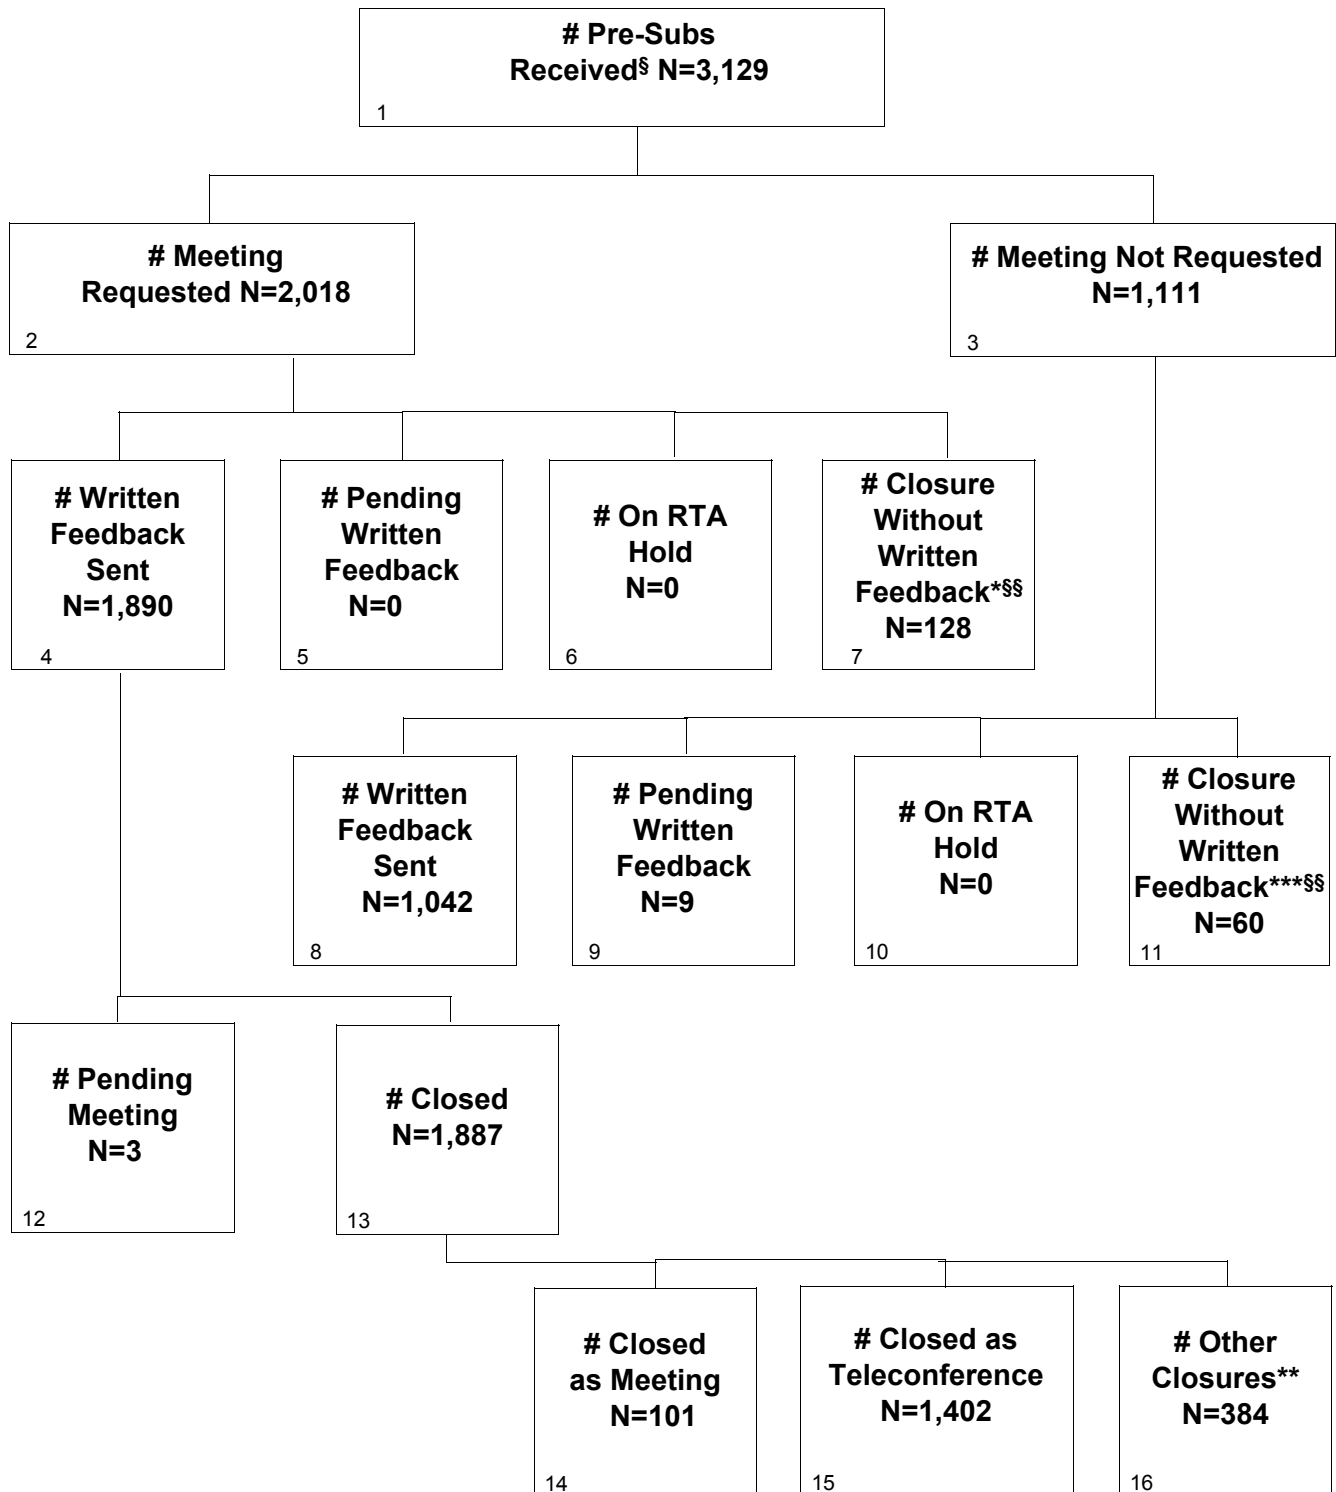 # Pre-Subs
Received§ N=3,129
1
# Meeting
Requested N=2,018
2
# Meeting Not Requested
N=1,111
3
# Written
Feedback
Sent
N=1,890
4
# Pending
Written
Feedback
N=0
5
# On RTA
Hold
N=0
6
# Closure
Without
Written
Feedback*§§
N=128
7
# Written
Feedback
Sent
N=1,042
8
# Pending
Written
Feedback
N=9
9
# On RTA
Hold
N=0
10
# Closure
Without
Written
Feedback***§§
N=60
11
# Pending
Meeting
N=3
12
# Closed
N=1,887
13
# Closed
as Meeting
N=101
14
# Closed as
Teleconference
N=1,402
15
# Other
Closures**
N=384
16